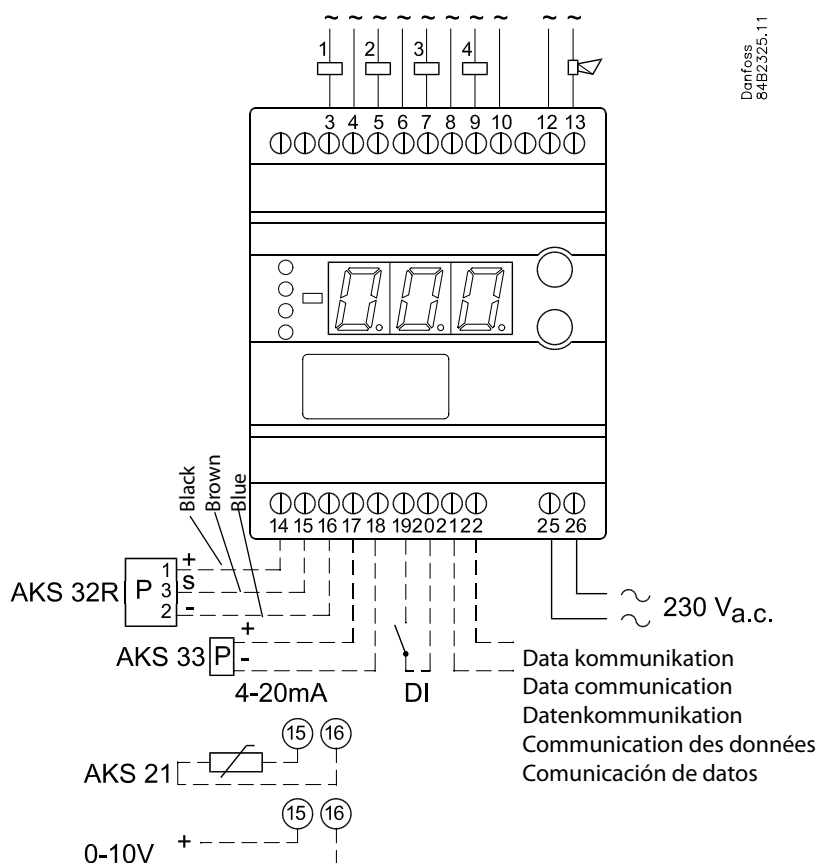 ~ ~ ~ ~ ~ ~ ~ ~ ~ ~
Danfoss
84B2325.11
1 2 3 4
3 4 5 6 7 8 9 10 12 13
Black
Brown
Blue
14 15 16 17 18 19 20 21 22 25 26
AKS 32R P 1 +
3 s
2 -
~ 230 Va.c.
~
AKS 33 P +
-
4-20mA
DI
Data kommunikation
Data communication
Datenkommunikation
Communication des données
Comunicación de datos
15 16
AKS 21
15 16
0-10V +